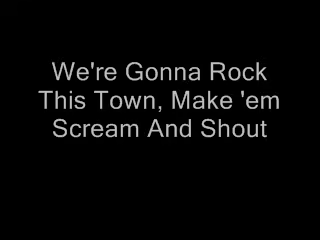 We're Gonna Rock
This Town, Make 'em
Scream And Shout